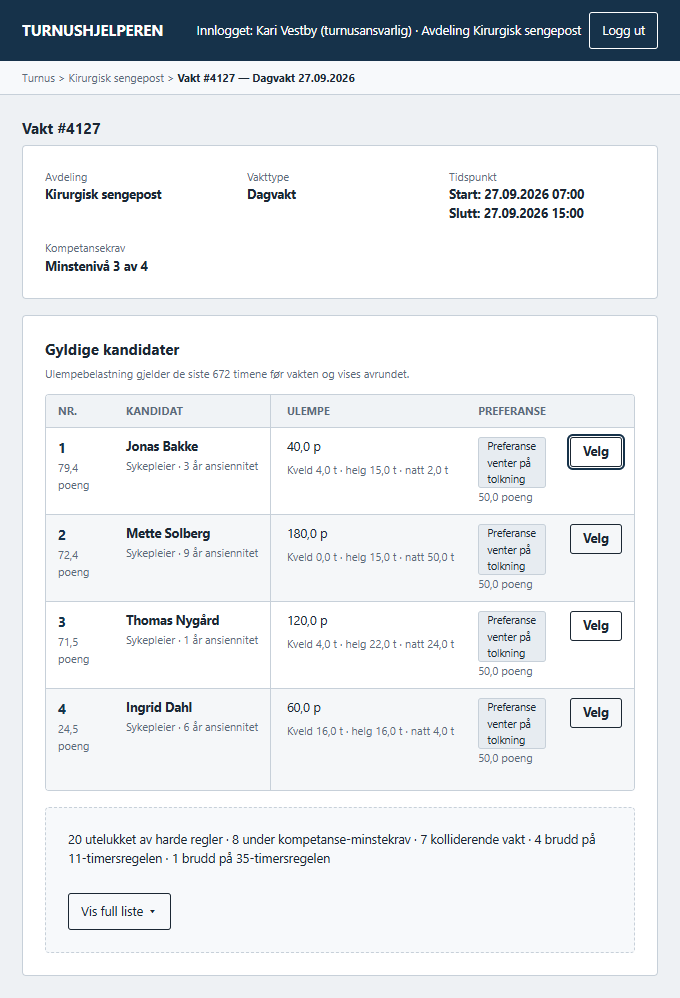 TURNUSHJELPEREN
Innlogget: Kari Vestby (turnusansvarlig) · Avdeling Kirurgisk sengepost
Logg ut
Turnus > Kirurgisk sengepost > Vakt #4127 — Dagvakt 27.09.2026
Vakt #4127
Avdeling
Kirurgisk sengepost
Vakttype
Dagvakt
Tidspunkt
Start: 27.09.2026 07:00
Slutt: 27.09.2026 15:00
Kompetansekrav
Minstenivå 3 av 4
Gyldige kandidater
Ulempebelastning gjelder de siste 672 timene før vakten og vises avrundet.
NR. KANDIDAT ULEMPE PREFERANSE
1
79,4
poeng
Jonas Bakke
Sykepleier · 3 år ansiennitet
40,0 p
Kveld 4,0 t · helg 15,0 t · natt 2,0 t
Preferanse
venter på
tolkning
50,0 poeng
Velg
2
72,4
poeng
Mette Solberg
Sykepleier · 9 år ansiennitet
180,0 p
Kveld 0,0 t · helg 15,0 t · natt 50,0 t
Preferanse
venter på
tolkning
50,0 poeng
Velg
3
71,5
poeng
Thomas Nygård
Sykepleier · 1 år ansiennitet
120,0 p
Kveld 4,0 t · helg 22,0 t · natt 24,0 t
Preferanse
venter på
tolkning
50,0 poeng
Velg
4
24,5
poeng
Ingrid Dahl
Sykepleier · 6 år ansiennitet
60,0 p
Kveld 16,0 t · helg 16,0 t · natt 4,0 t
Preferanse
venter på
tolkning
50,0 poeng
Velg
20 utelukket av harde regler · 8 under kompetanse-minstekrav · 7 kolliderende vakt · 4 brudd på
11-timersregelen · 1 brudd på 35-timersregelen
Vis full liste